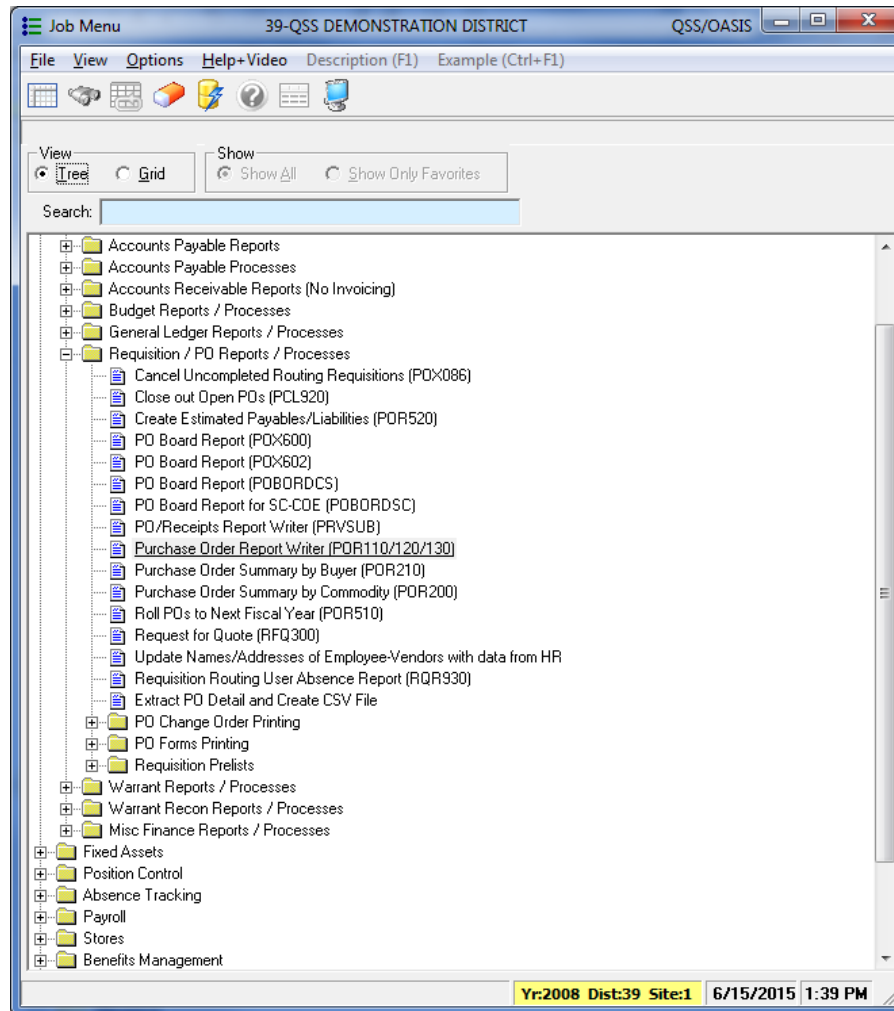 Job Menu 39-QSS DEMONSTRATION DISTRICT QSS/OASIS
File View Options Help+Video Description (F1) Example (Ctrl+F1)
View Show
Tree Grid Show All Show Only Favorites
Search:
Accounts Payable Reports
Accounts Payable Processes
Accounts Receivable Reports (No Invoicing)
Budget Reports / Processes
General Ledger Reports / Processes
Requisition / PO Reports / Processes
Cancel Uncompleted Routing Requisitions (POX086)
Close out Open POs (PCL920)
Create Estimated Payables/Liabilities (POR520)
PO Board Report (POX600)
PO Board Report (POX602)
PO Board Report (POBORDCS)
PO Board Report for SC-COE (POBORDSC)
PO/Receipts Report Writer (PRVSUB)
Purchase Order Report Writer (POR110/120/130)
Purchase Order Summary by Buyer (POR210)
Purchase Order Summary by Commodity (POR200)
Roll POs to Next Fiscal Year (POR510)
Request for Quote (RFQ300)
Update Names/Addresses of Employee-Vendors with data from HR
Requisition Routing User Absence Report (RQR930)
Extract PO Detail and Create CSV File
PO Change Order Printing
PO Forms Printing
Requisition Prelists
Warrant Reports / Processes
Warrant Recon Reports / Processes
Misc Finance Reports / Processes
Fixed Assets
Position Control
Absence Tracking
Payroll
Stores
Benefits Management
Yr:2008 Dist:39 Site:1 6/15/2015 1:39 PM